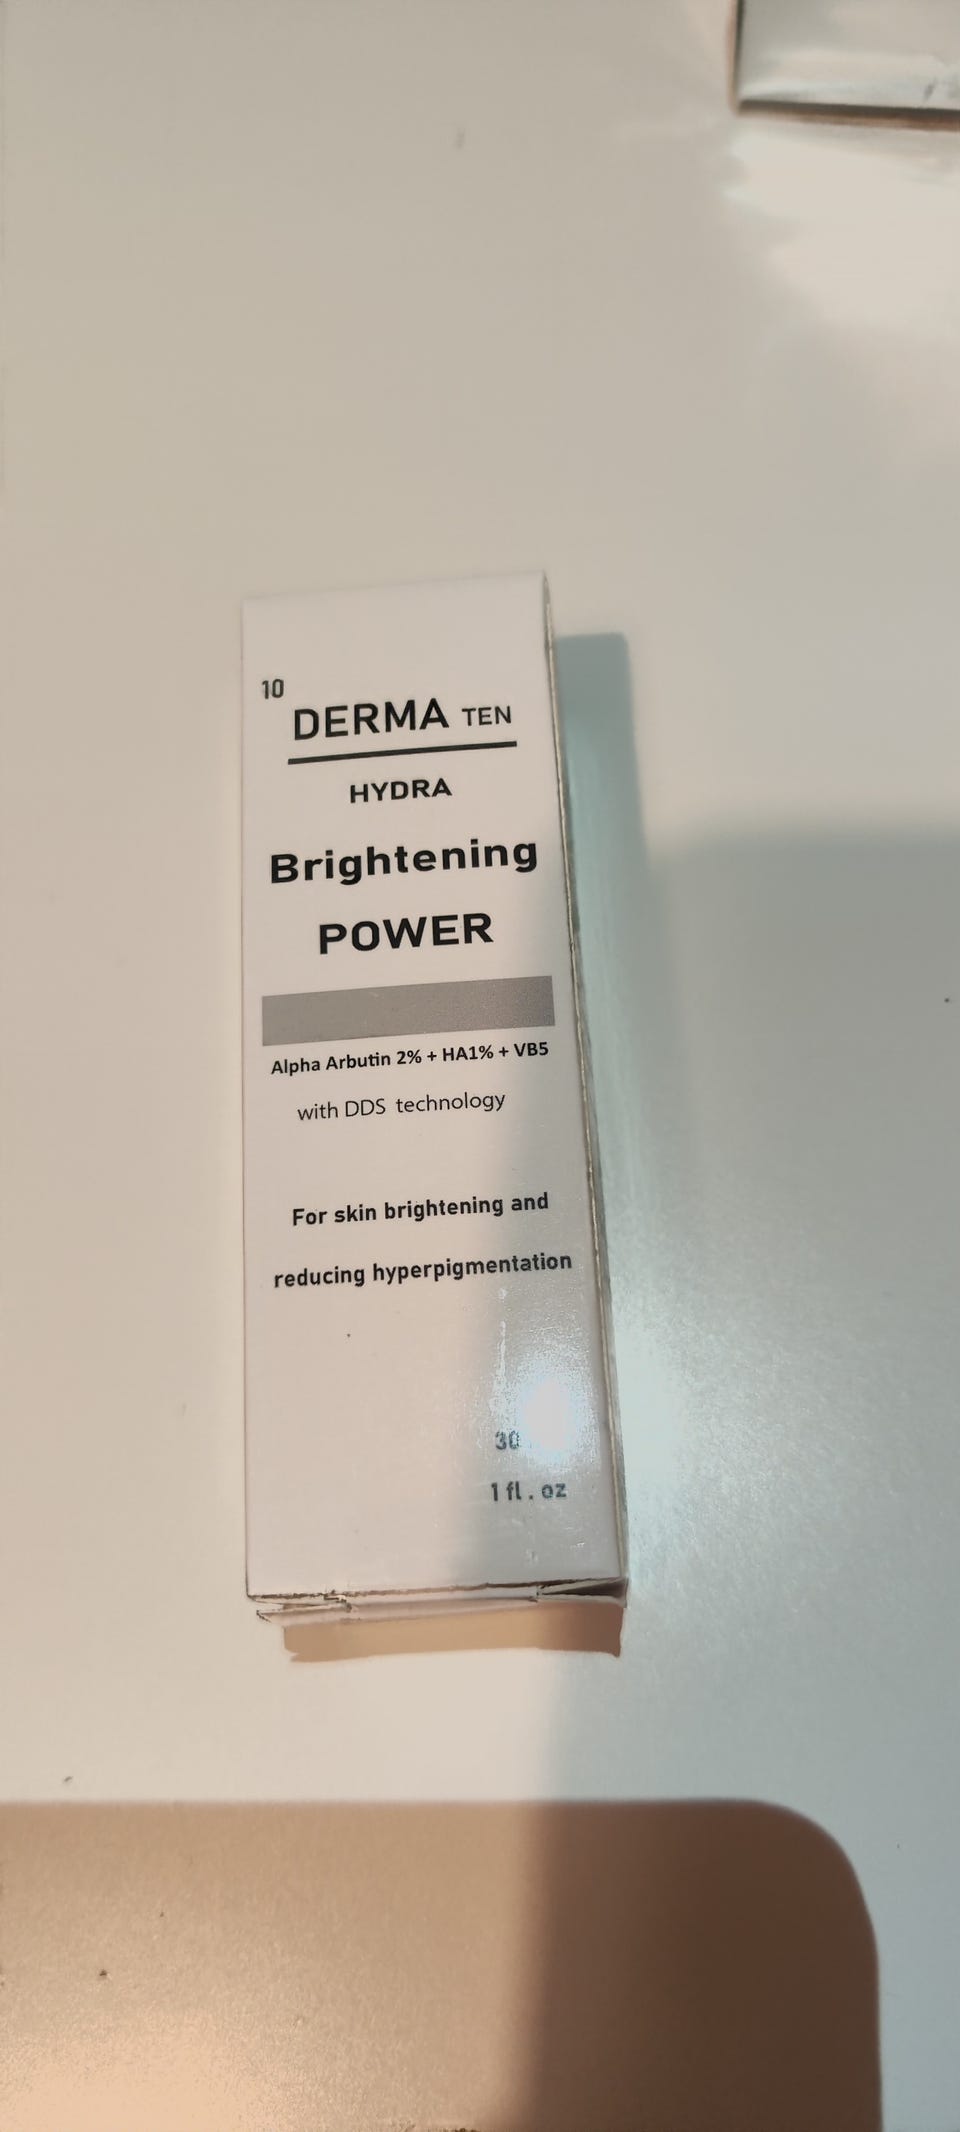 10
DERMA TEN
HYDRA
Brightening
POWER
Alpha Arbutin 2% + HA1% + VB5
with DDS technology
For skin brightening and
reducing hyperpigmentation
30
1 fl . oz